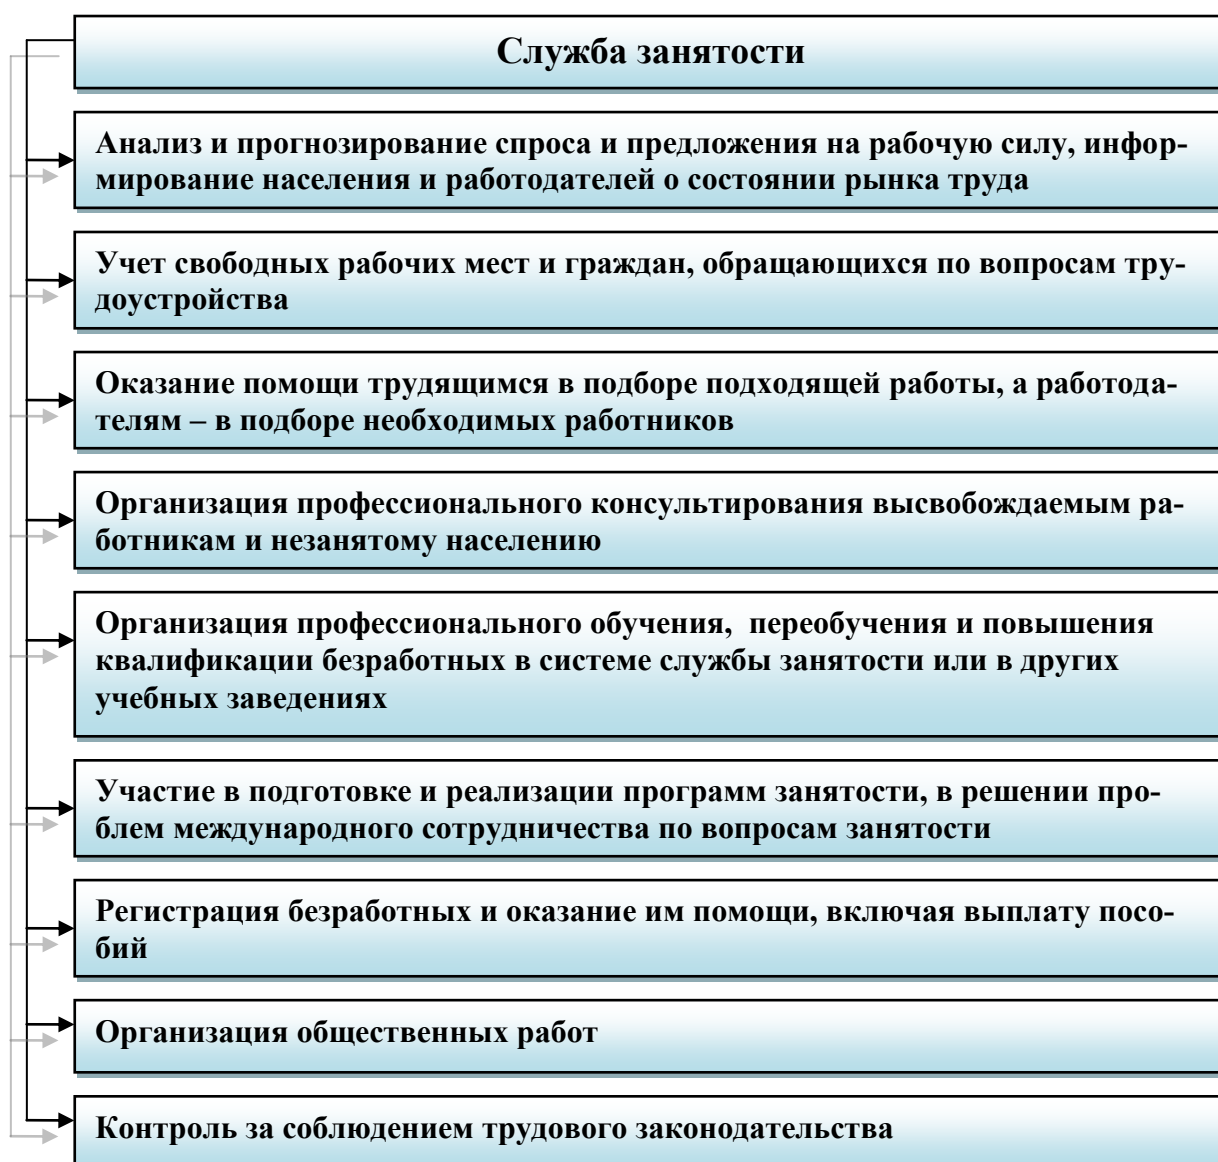 Служба занятости
Анализ и прогнозирование спроса и предложения на рабочую силу, инфор-
мирование населения и работодателей о состоянии рынка труда
Учет свободных рабочих мест и граждан, обращающихся по вопросам тру-
доустройства
Оказание помощи трудящимся в подборе подходящей работы, а работода-
телям – в подборе необходимых работников
Организация профессионального консультирования высвобождаемым ра-
ботникам и незанятому населению
Организация профессионального обучения,  переобучения и повышения
квалификации безработных в системе службы занятости или в других
учебных заведениях
Участие в подготовке и реализации программ занятости, в решении про-
блем международного сотрудничества по вопросам занятости
Регистрация безработных и оказание им помощи, включая выплату посо-
бий
Организация общественных работ
Контроль за соблюдением трудового законодательства